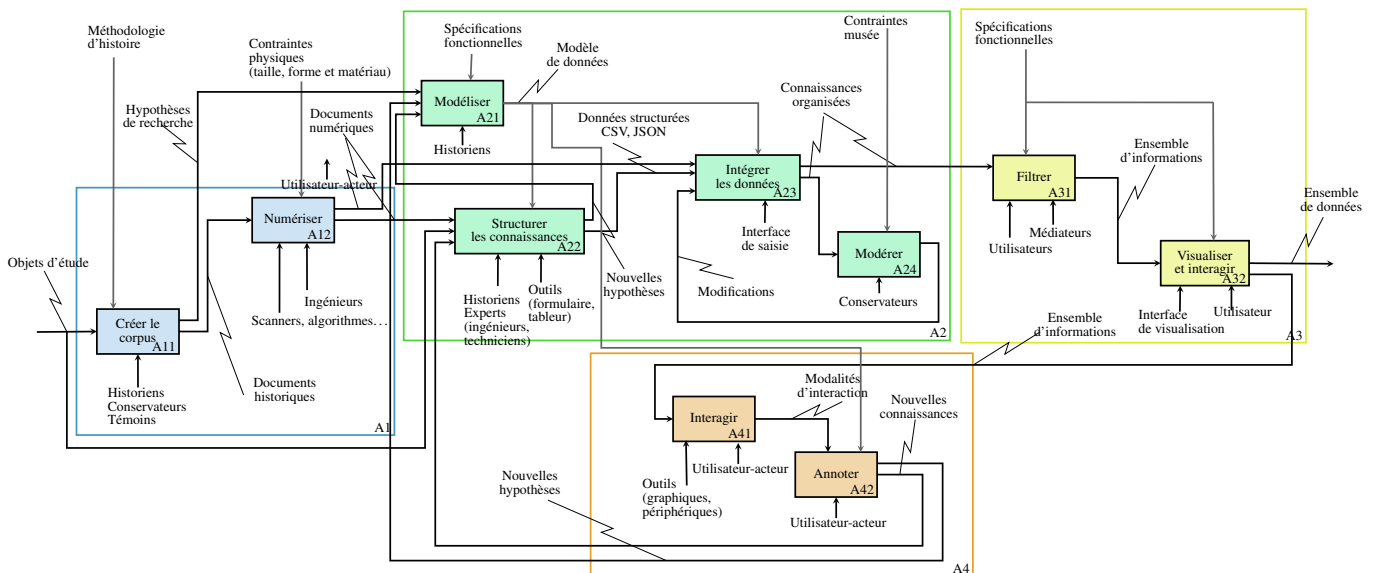 Méthodologie
d'histoire
Contraintes
physiques
(taille, forme et matériau)
Hypothèses
de recherche
Documents
numériques
Utilisateur-acteur
Numériser
A12
Objets d'étude
Ingénieurs
Scanners, algorithmes...
Créer le
corpus
A11
Historiens
Conservateurs
Témoins
Documents
historiques
A1
Spécifications
fonctionnelles
Modèle
de données
Modéliser
A21
Historiens
Données structurées
CSV, JSON
Connaissances
organisées
Contraintes
musée
Intégrer
les données
A23
Structurer
les connaissances
A22
Interface
de saisie
Modérer
A24
Conservateurs
Historiens
Experts
(ingénieurs,
techniciens)
Outils
(formulaire,
tableur)
Nouvelles
hypothèses
Modifications
A2
Spécifications
fonctionnelles
Filtrer
A31
Utilisateurs
Médiateurs
Ensemble
d'informations
Ensemble
de données
Visualiser
et interagir
A32
Interface
de visualisation
Utilisateur
A3
Ensemble
d'informations
Interagir
A41
Modalités
d'interaction
Nouvelles
connaissances
Utilisateur-acteur
Outils
(graphiques,
périphériques)
Annoter
A42
Utilisateur-acteur
Nouvelles
hypothèses
A4